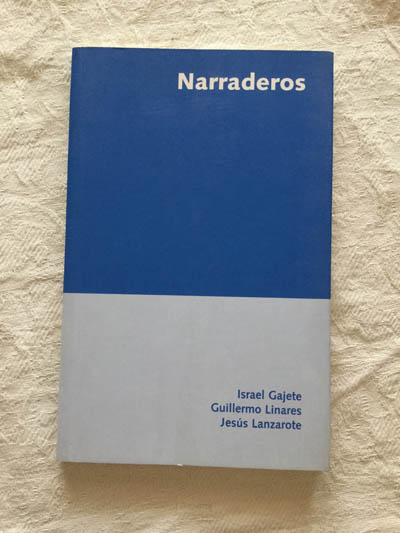 Narraderos
Israel Gajete
Guillermo Linares
Jesús Lanzarote